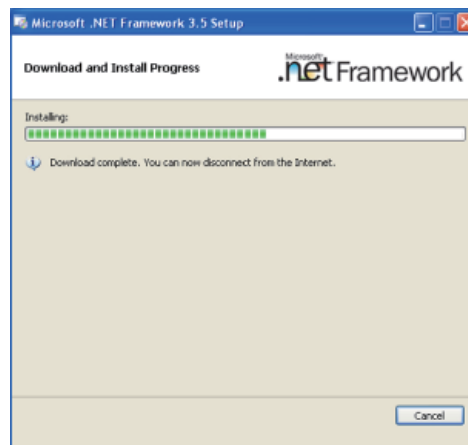 Microsoft .NET Framework 3.5 Setup
Download and Install Progress
Microsoft
.net Framework
Installing:
Download complete. You can now disconnect from the Internet.
Cancel